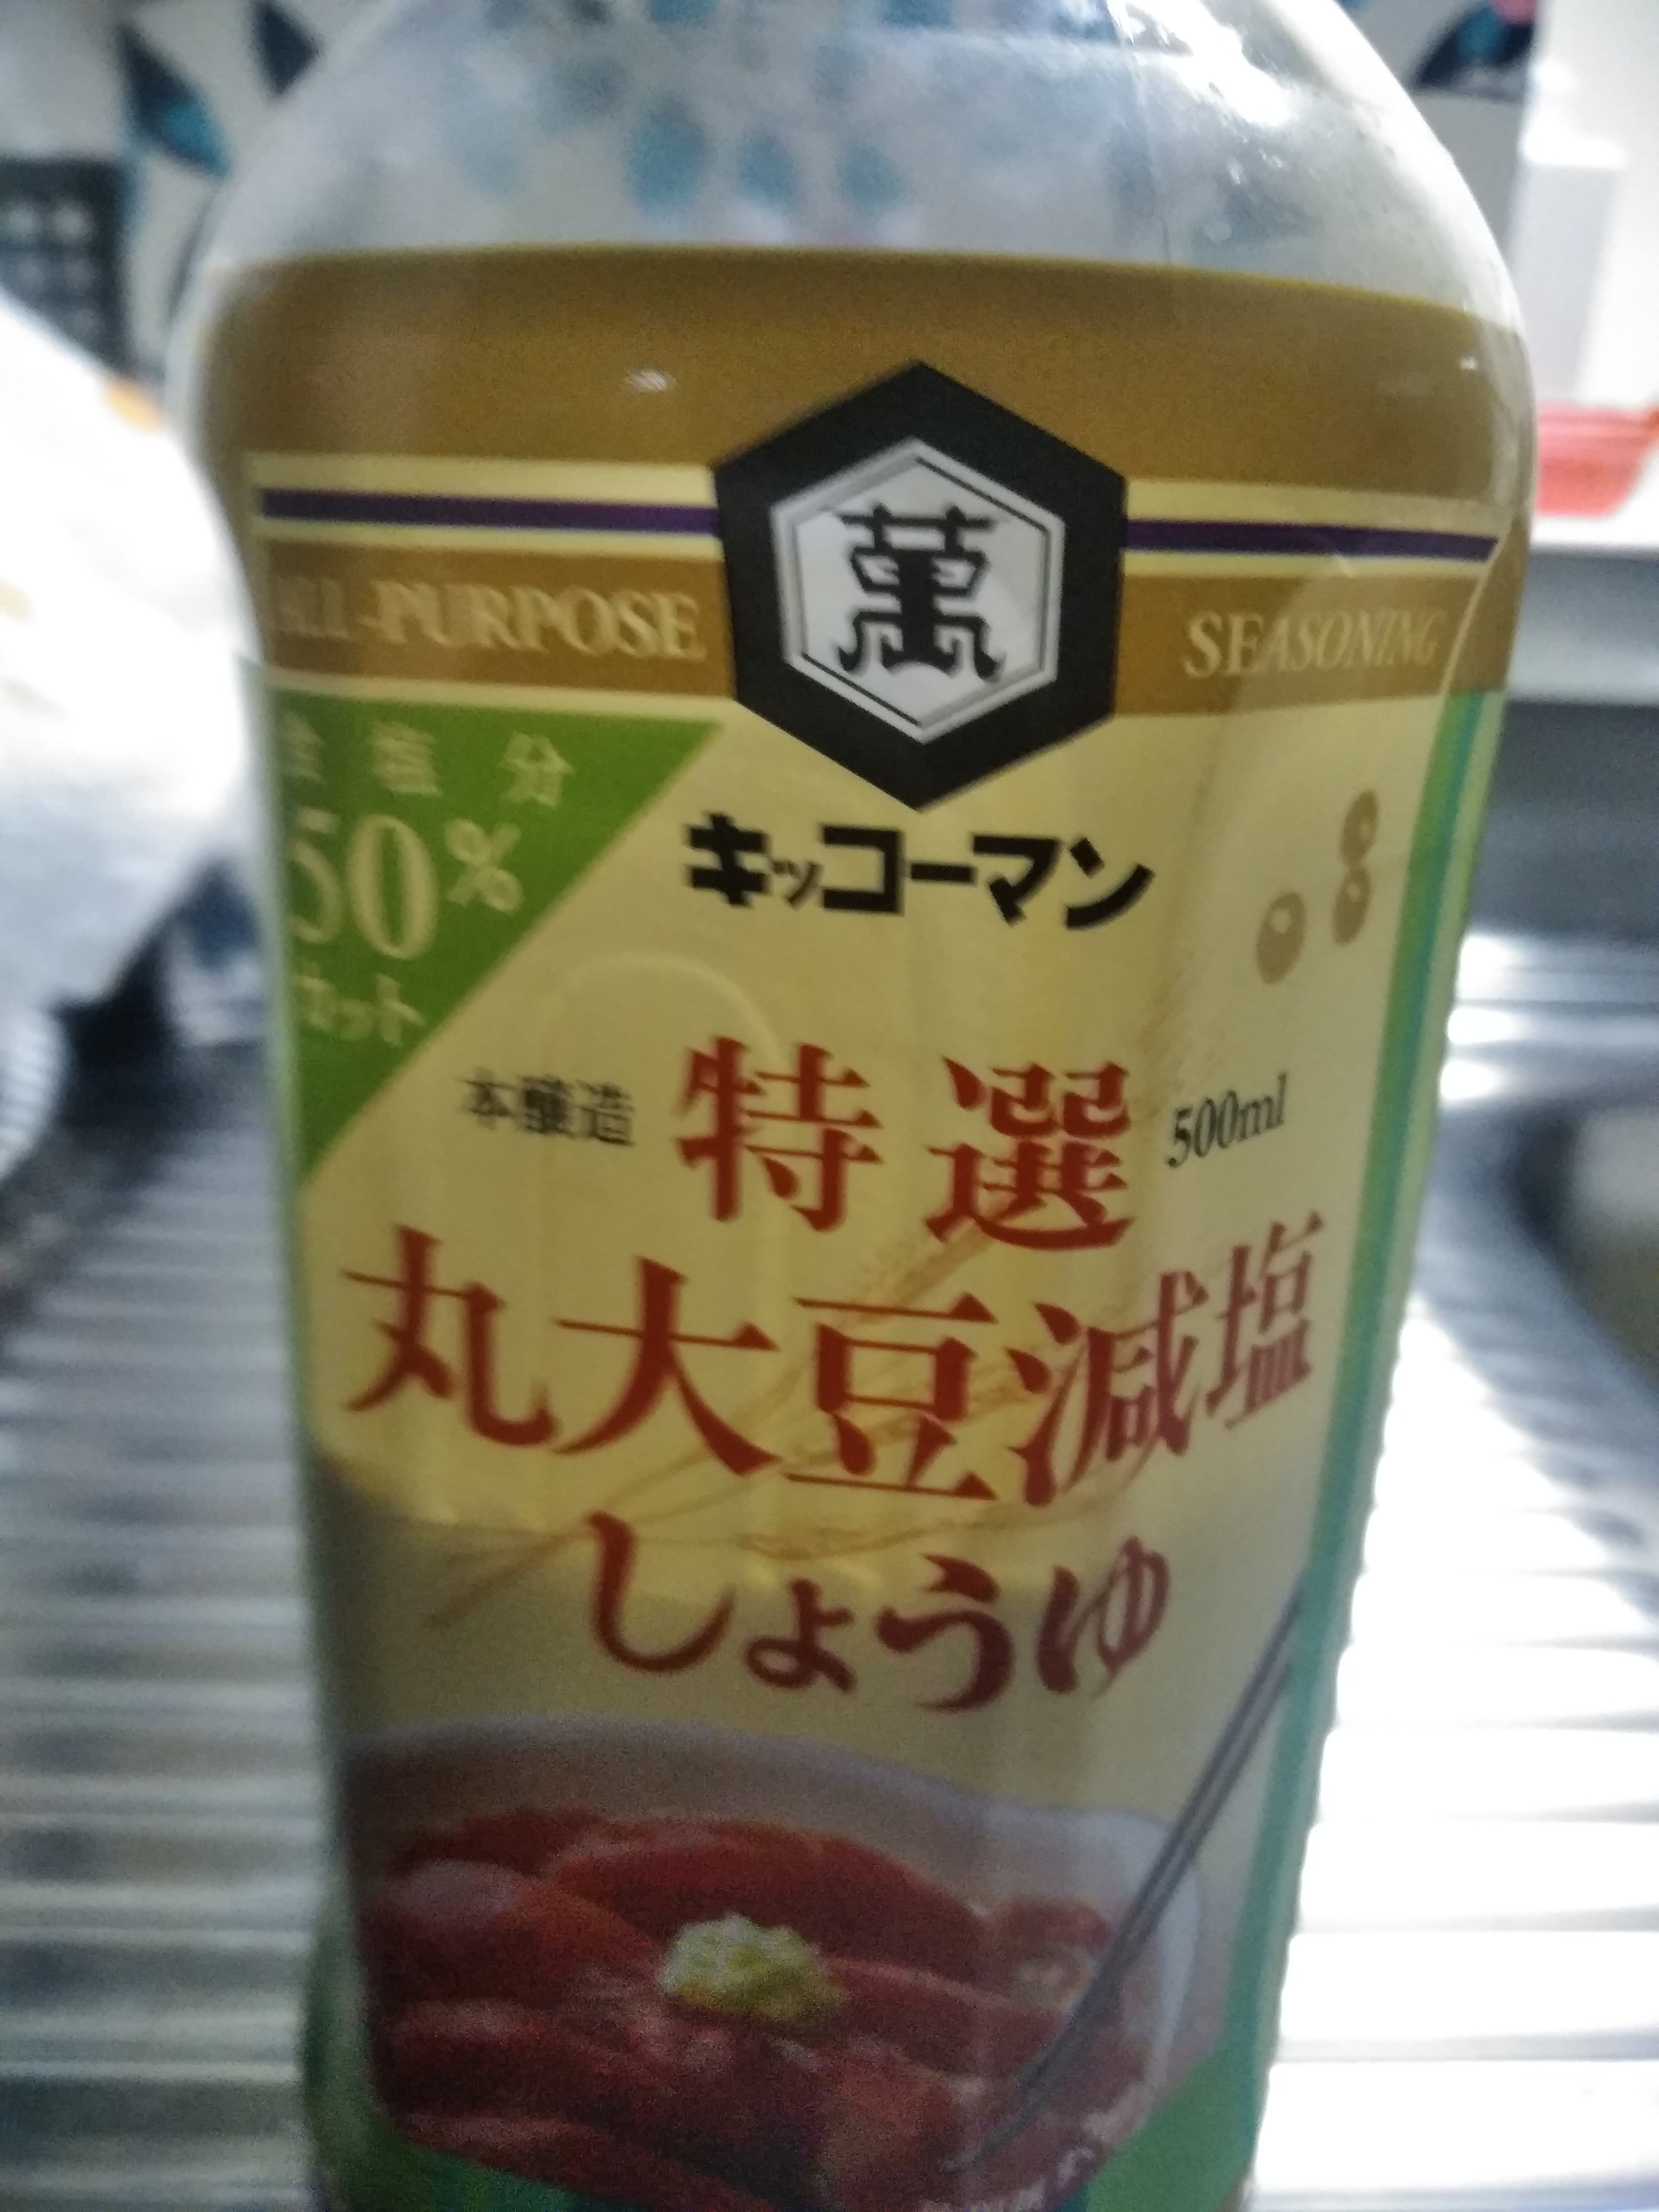 萬
ALL-PURPOSE SEASONING
キッコーマン
食塩分
50%
カット
本醸造 特選 500ml
丸大豆減塩
しょうゆ